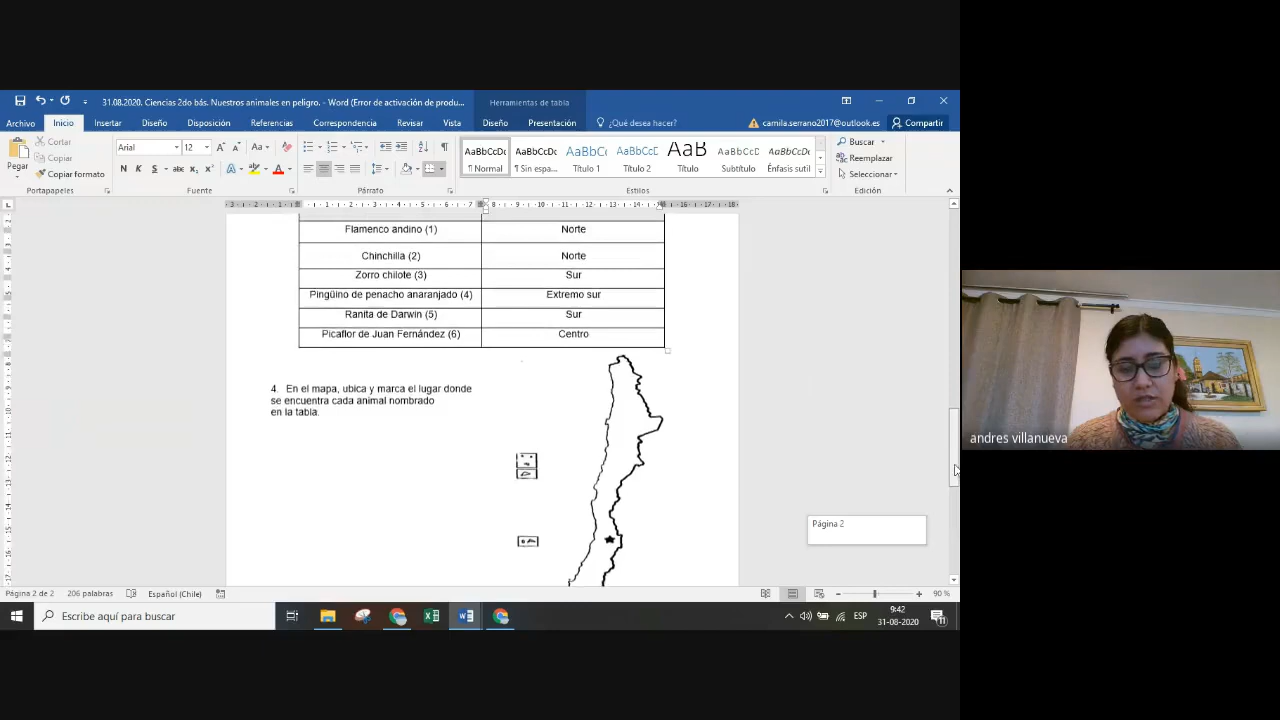 31.08.2020. Ciencias 2do bás. Nuestros animales en peligro. - Word (Error de activación de produ...
Herramientas de tabla
Archivo Inicio Insertar Diseño Disposición Referencias Correspondencia Revisar Vista Diseño Presentación ¿Qué desea hacer? camila.serrano2017@outlook.es Compartir
Pegar
Cortar
Copiar
Copiar formato
Portapapeles
Arial 12
N K S abc x₂ x²
Fuente
Párrafo
AaBbCcDc AaBbCcDc AaBbCc AaBbCcE AaB AaBbCcD AaBbCcDc
¶ Normal ¶ Sin espa... Título 1 Título 2 Título Subtítulo Énfasis sutil
Estilos
Buscar
Reemplazar
Seleccionar
Edición
Flamenco andino (1) Norte
Chinchilla (2) Norte
Zorro chilote (3) Sur
Pingüino de penacho anaranjado (4) Extremo sur
Ranita de Darwin (5) Sur
Picaflor de Juan Fernández (6) Centro
4. En el mapa, ubica y marca el lugar donde
se encuentra cada animal nombrado
en la tabla.
Página 2
Página 2 de 2 206 palabras Español (Chile) 90 %
Escribe aquí para buscar
ESP
9:42
31-08-2020
andres villanueva